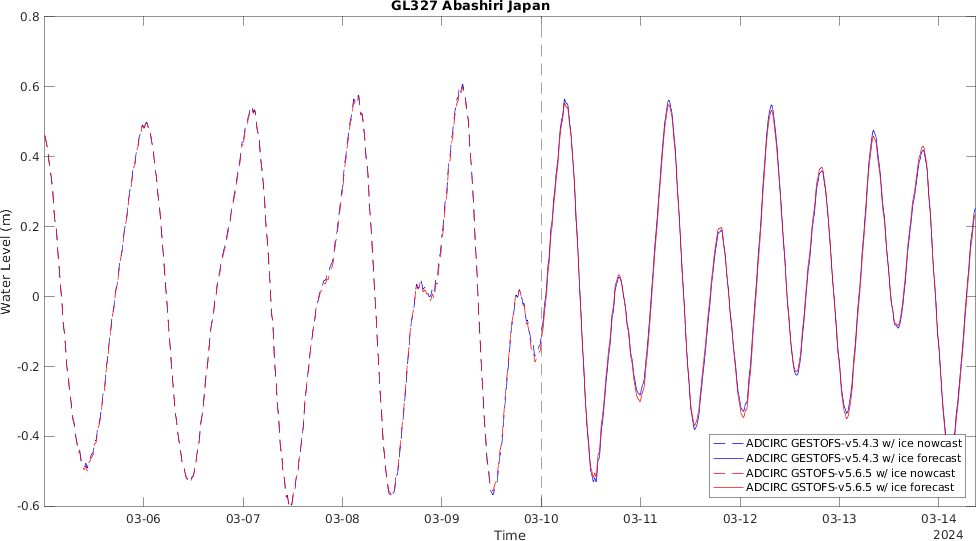 GL327 Abashiri Japan
0.8
0.6
0.4
0.2
0
-0.2
-0.4
-0.6
Water Level (m)
ADCIRC GESTOFS-v5.4.3 w/ ice nowcast
ADCIRC GESTOFS-v5.4.3 w/ ice forecast
ADCIRC GSTOFS-v5.6.5 w/ ice nowcast
ADCIRC GSTOFS-v5.6.5 w/ ice forecast
03-06 03-07 03-08 03-09 03-10 03-11 03-12 03-13 03-14
Time
2024